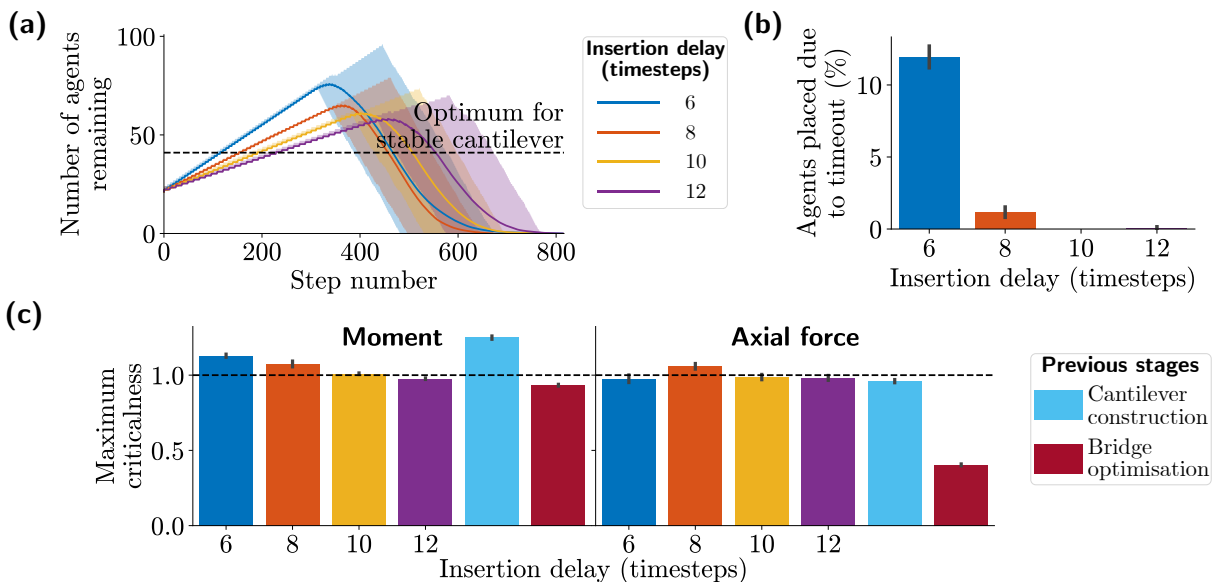 (a)
Number of agents
remaining
100
50
0
0
200
400
600
800
Step number
Optimum for
stable cantilever
Insertion delay
(timesteps)
6
8
10
12
(b)
Agents placed due
to timeout (%)
10
5
0
6
8
10
12
Insertion delay (timesteps)
(c)
Maximum
criticalness
1.0
0.5
0.0
Moment
Axial force
6
8
10
12
6
8
10
12
Insertion delay (timesteps)
Previous stages
Cantilever
construction
Bridge
optimisation